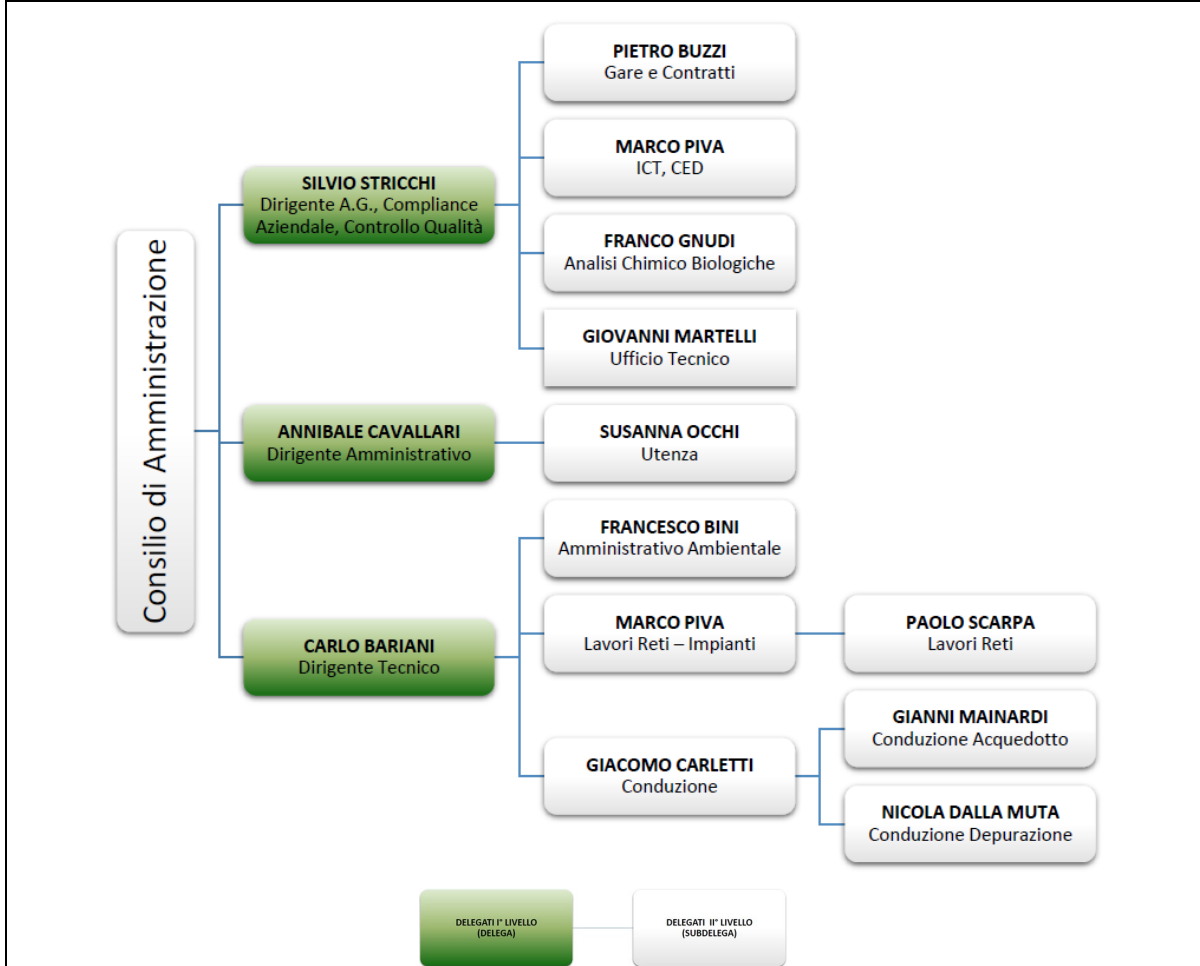 Consilio di Amministrazione
SILVIO STRICCHI
Dirigente A.G., Compliance
Aziendale, Controllo Qualità
PIETRO BUZZI
Gare e Contratti
MARCO PIVA
ICT, CED
FRANCO GNUDI
Analisi Chimico Biologiche
GIOVANNI MARTELLI
Ufficio Tecnico
ANNIBALE CAVALLARI
Dirigente Amministrativo
SUSANNA OCCHI
Utenza
CARLO BARIANI
Dirigente Tecnico
FRANCESCO BINI
Amministrativo Ambientale
MARCO PIVA
Lavori Reti – Impianti
PAOLO SCARPA
Lavori Reti
GIACOMO CARLETTI
Conduzione
GIANNI MAINARDI
Conduzione Acquedotto
NICOLA DALLA MUTA
Conduzione Depurazione
DELEGATI I° LIVELLO
(DELEGA)
DELEGATI II° LIVELLO
(SUBDELEGA)